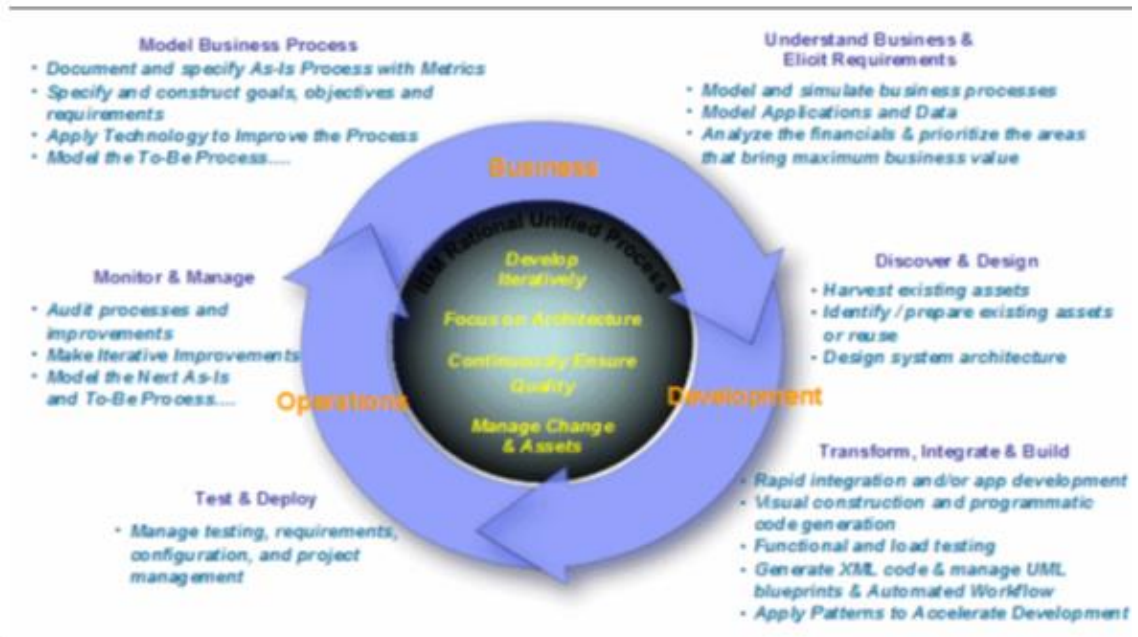 Model Business Process
• Document and specify As-Is Process with Metrics
• Specify and construct goals, objectives and
requirements
• Apply Technology to Improve the Process
• Model the To-Be Process....
Understand Business &
Elicit Requirements
• Model and simulate business processes
• Model Applications and Data
• Analyze the financials & prioritize the areas
that bring maximum business value
Business
IBM Rational Unified Process
Develop
Iteratively
Focus on Architecture
Continuously Ensure
Quality
Manage Change
& Assets
Monitor & Manage
• Audit processes and
improvements
• Make Iterative Improvements
• Model the Next As-Is
and To-Be Process....
Operations
Discover & Design
• Harvest existing assets
• Identify / prepare existing assets
or reuse
• Design system architecture
Development
Test & Deploy
• Manage testing, requirements,
configuration, and project
management
Transform, Integrate & Build
• Rapid integration and/or app development
• Visual construction and programmatic
code generation
• Functional and load testing
• Generate XML code & manage UML
blueprints & Automated Workflow
• Apply Patterns to Accelerate Development